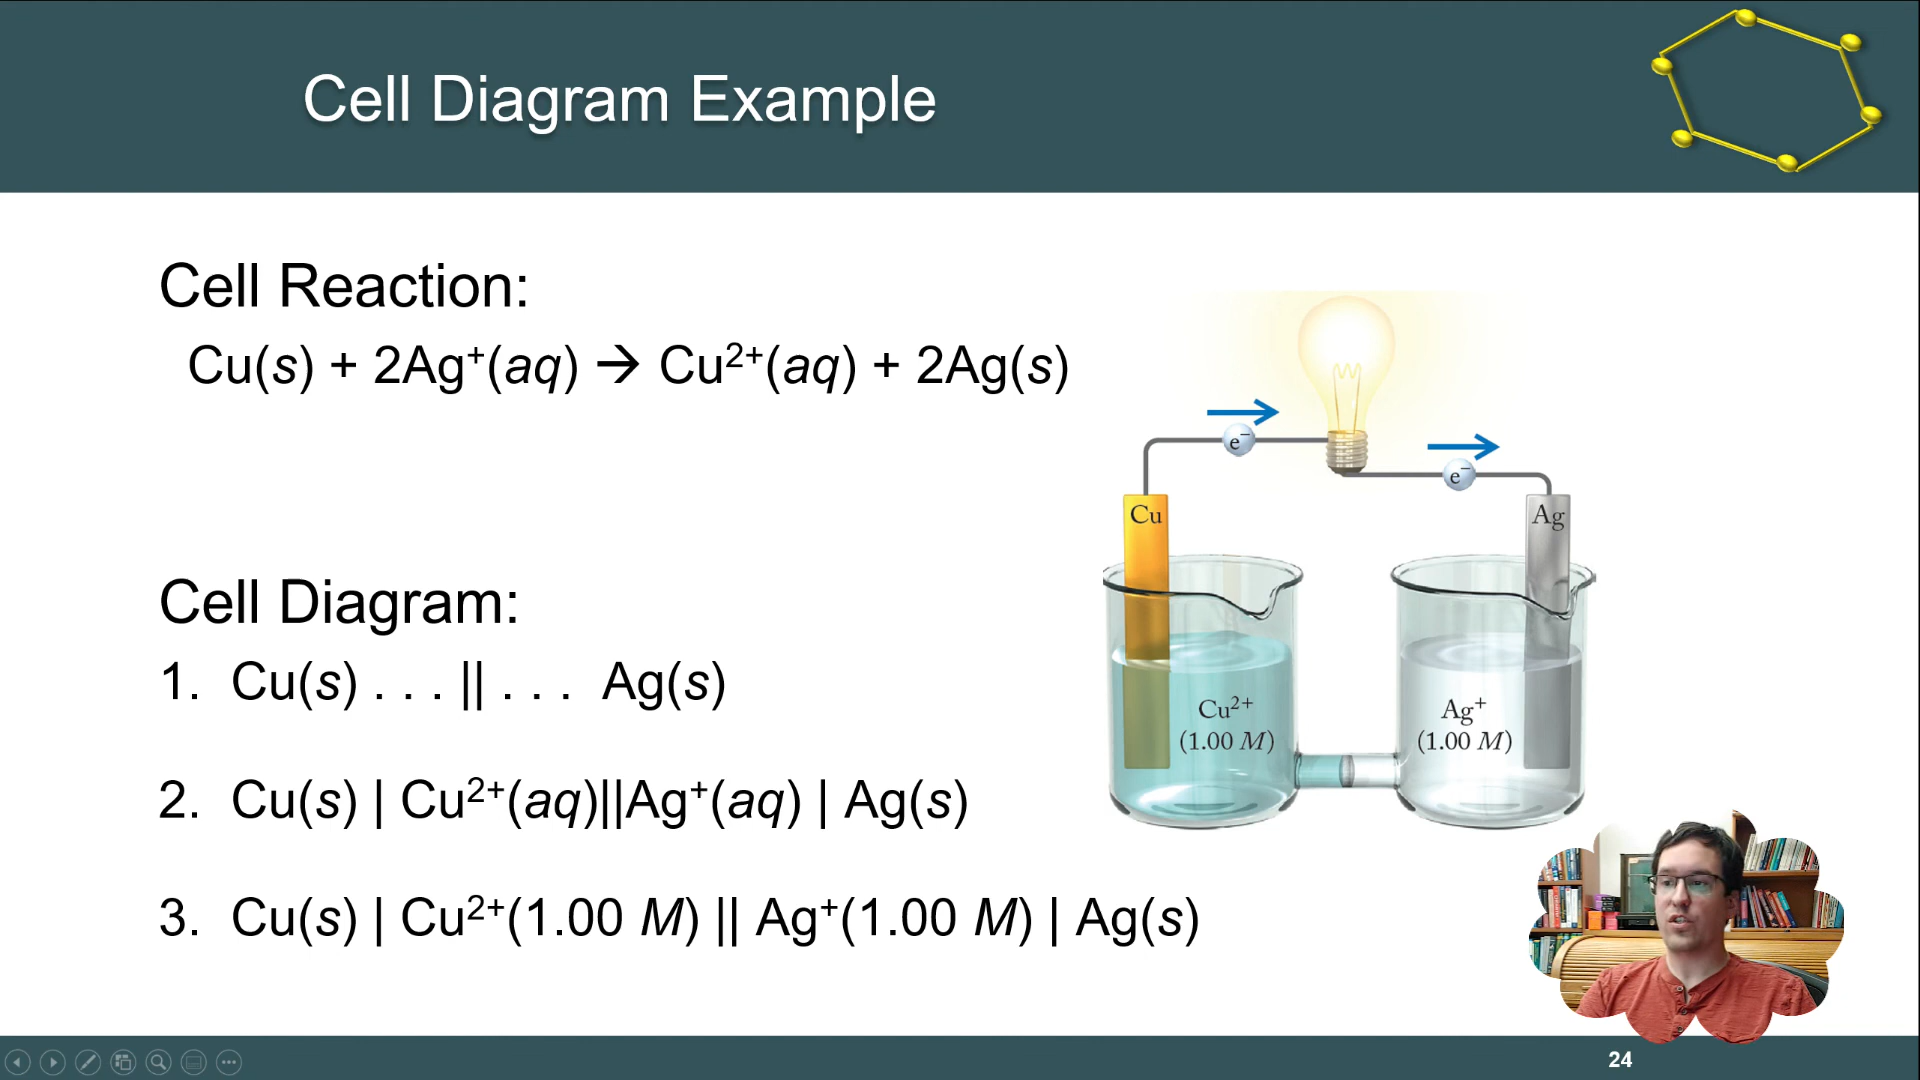 Cell Diagram Example
Cell Reaction:
Cu(s) + 2Ag⁺(aq) → Cu²⁺(aq) + 2Ag(s)
e⁻
e⁻
Cu
Ag
Cu²⁺
(1.00 M)
Ag⁺
(1.00 M)
Cell Diagram:
1. Cu(s) . . . || . . . Ag(s)
2. Cu(s) | Cu²⁺(aq)||Ag⁺(aq) | Ag(s)
3. Cu(s) | Cu²⁺(1.00 M) || Ag⁺(1.00 M) | Ag(s)
24